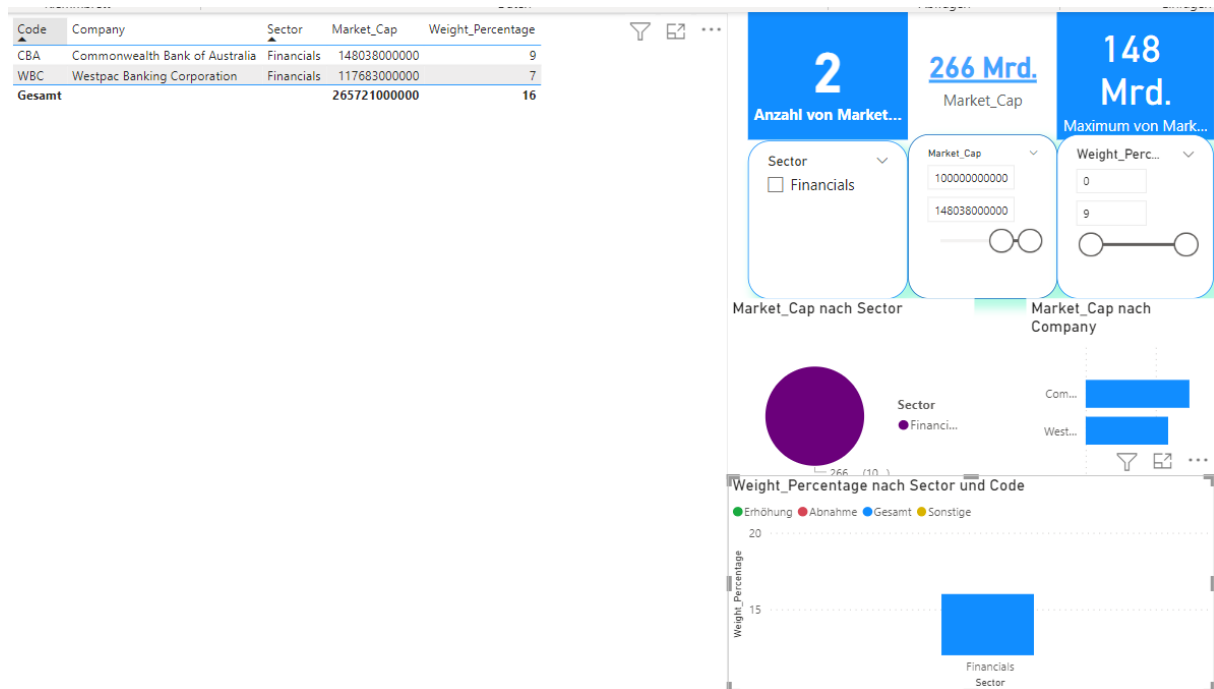 Code Company Sector Market_Cap Weight_Percentage
CBA Commonwealth Bank of Australia Financials 148038000000 9
WBC Westpac Banking Corporation Financials 117683000000 7
Gesamt 265721000000 16
2
Anzahl von Market...
266 Mrd.
Market_Cap
148
Mrd.
Maximum von Mark...
Sector
Financials
Market_Cap
100000000000
148038000000
Weight_Perc...
0
9
Market_Cap nach Sector
Sector
Financi...
266 (10...)
Market_Cap nach
Company
Com...
West...
Weight_Percentage nach Sector und Code
Erhöhung Abnahme Gesamt Sonstige
20
15
Weight_Percentage
Financials
Sector